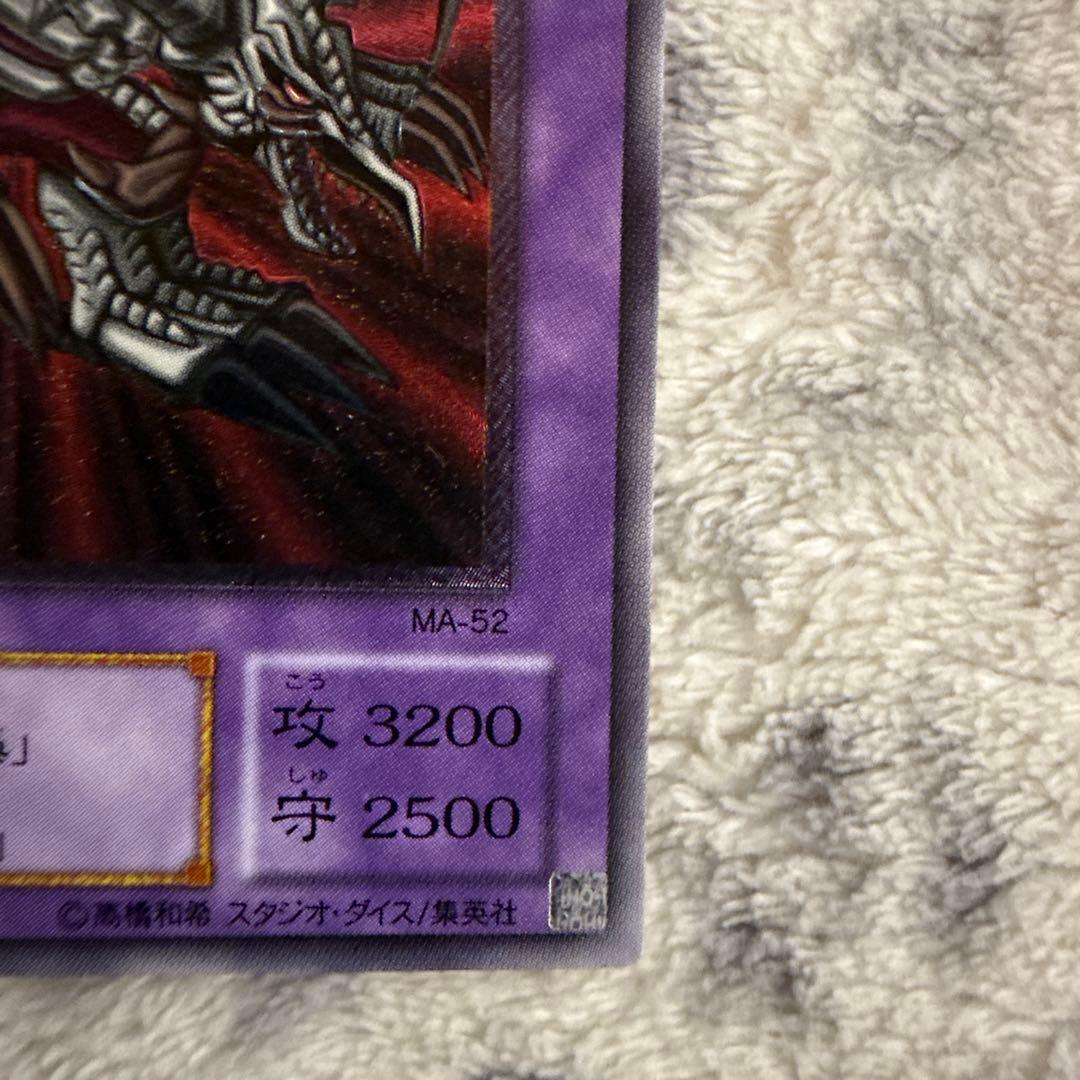 MA-52
こう
攻 3200
しゅ
守 2500
」
©高橋和希 スタジオ・ダイス/集英社